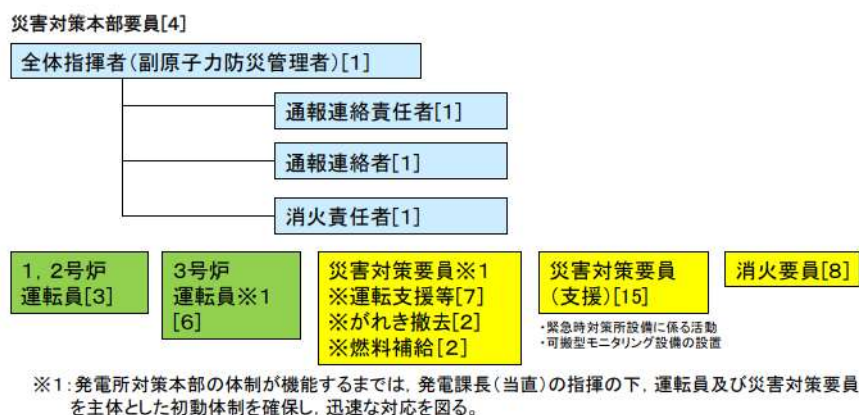 災害対策本部要員[4]
全体指揮者(副原子力防災管理者)[1]
通報連絡責任者[1]
通報連絡者[1]
消火責任者[1]
1,2号炉
運転員[3]
3号炉
運転員※1
[6]
災害対策要員※1
※運転支援等[7]
※がれき撤去[2]
※燃料補給[2]
災害対策要員
(支援)[15]
・緊急時対策所設備に係る活動
・可搬型モニタリング設備の設置
消火要員[8]
※1:発電所対策本部の体制が機能するまでは,発電課長(当直)の指揮の下,運転員及び災害対策要員
を主体とした初動体制を確保し,迅速な対応を図る。